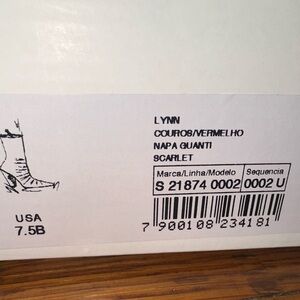 LYNN
COUROS/VERMELHO
NAPA GUANTI
SCARLET
Marca/Linha/Modelo Sequencia
S 21874 0002 0002 U
7 900108 234181
USA
7.5B